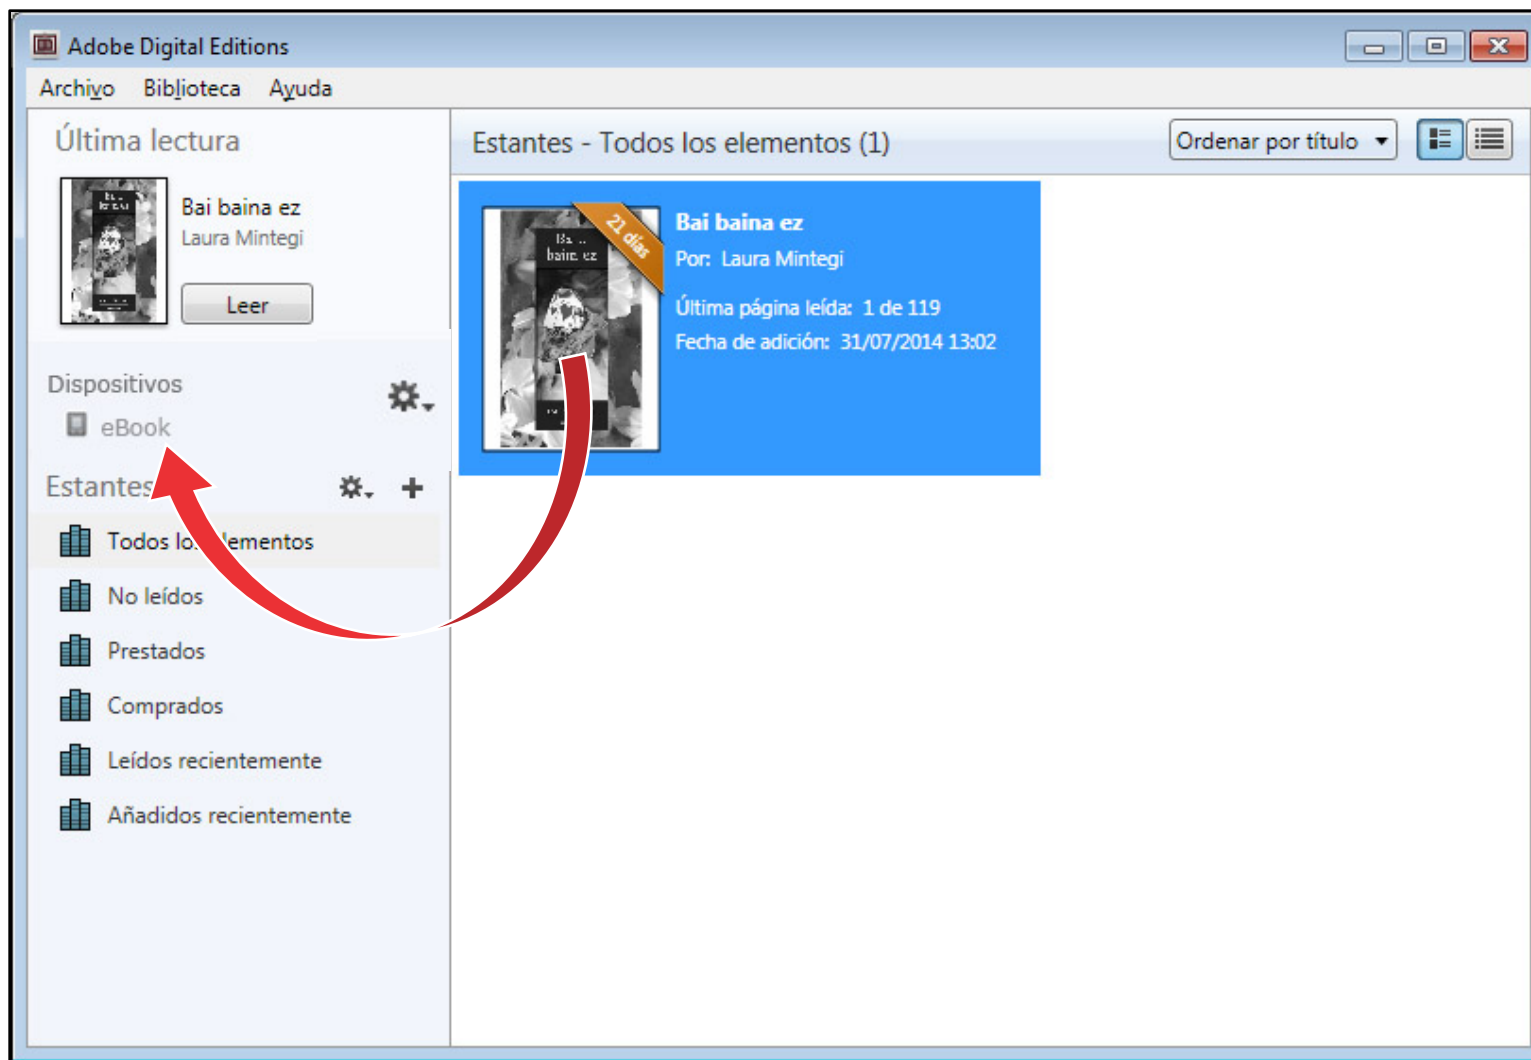 Adobe Digital Editions
Archivo Biblioteca Ayuda
Última lectura
Bai baina ez
Laura Mintegi
Leer
Dispositivos
eBook
Estantes
Todos los elementos
No leídos
Prestados
Comprados
Leídos recientemente
Añadidos recientemente
Estantes - Todos los elementos (1)
Ordenar por título
21 días
Bai baina ez
Por: Laura Mintegi
Última página leída: 1 de 119
Fecha de adición: 31/07/2014 13:02